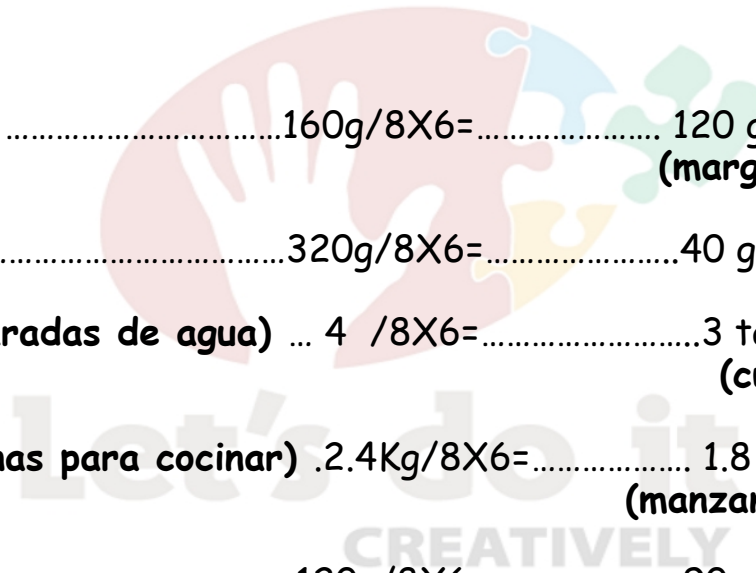 ……………………………160g/8X6=…………………. 120 g
(marg
……………………………320g/8X6=…………………..40 g
radas de agua) … 4 /8X6=……………………..3 t
(c
nas para cocinar) .2.4Kg/8X6=………………. 1.8
(manzar
Let's do it
CREATIVELY